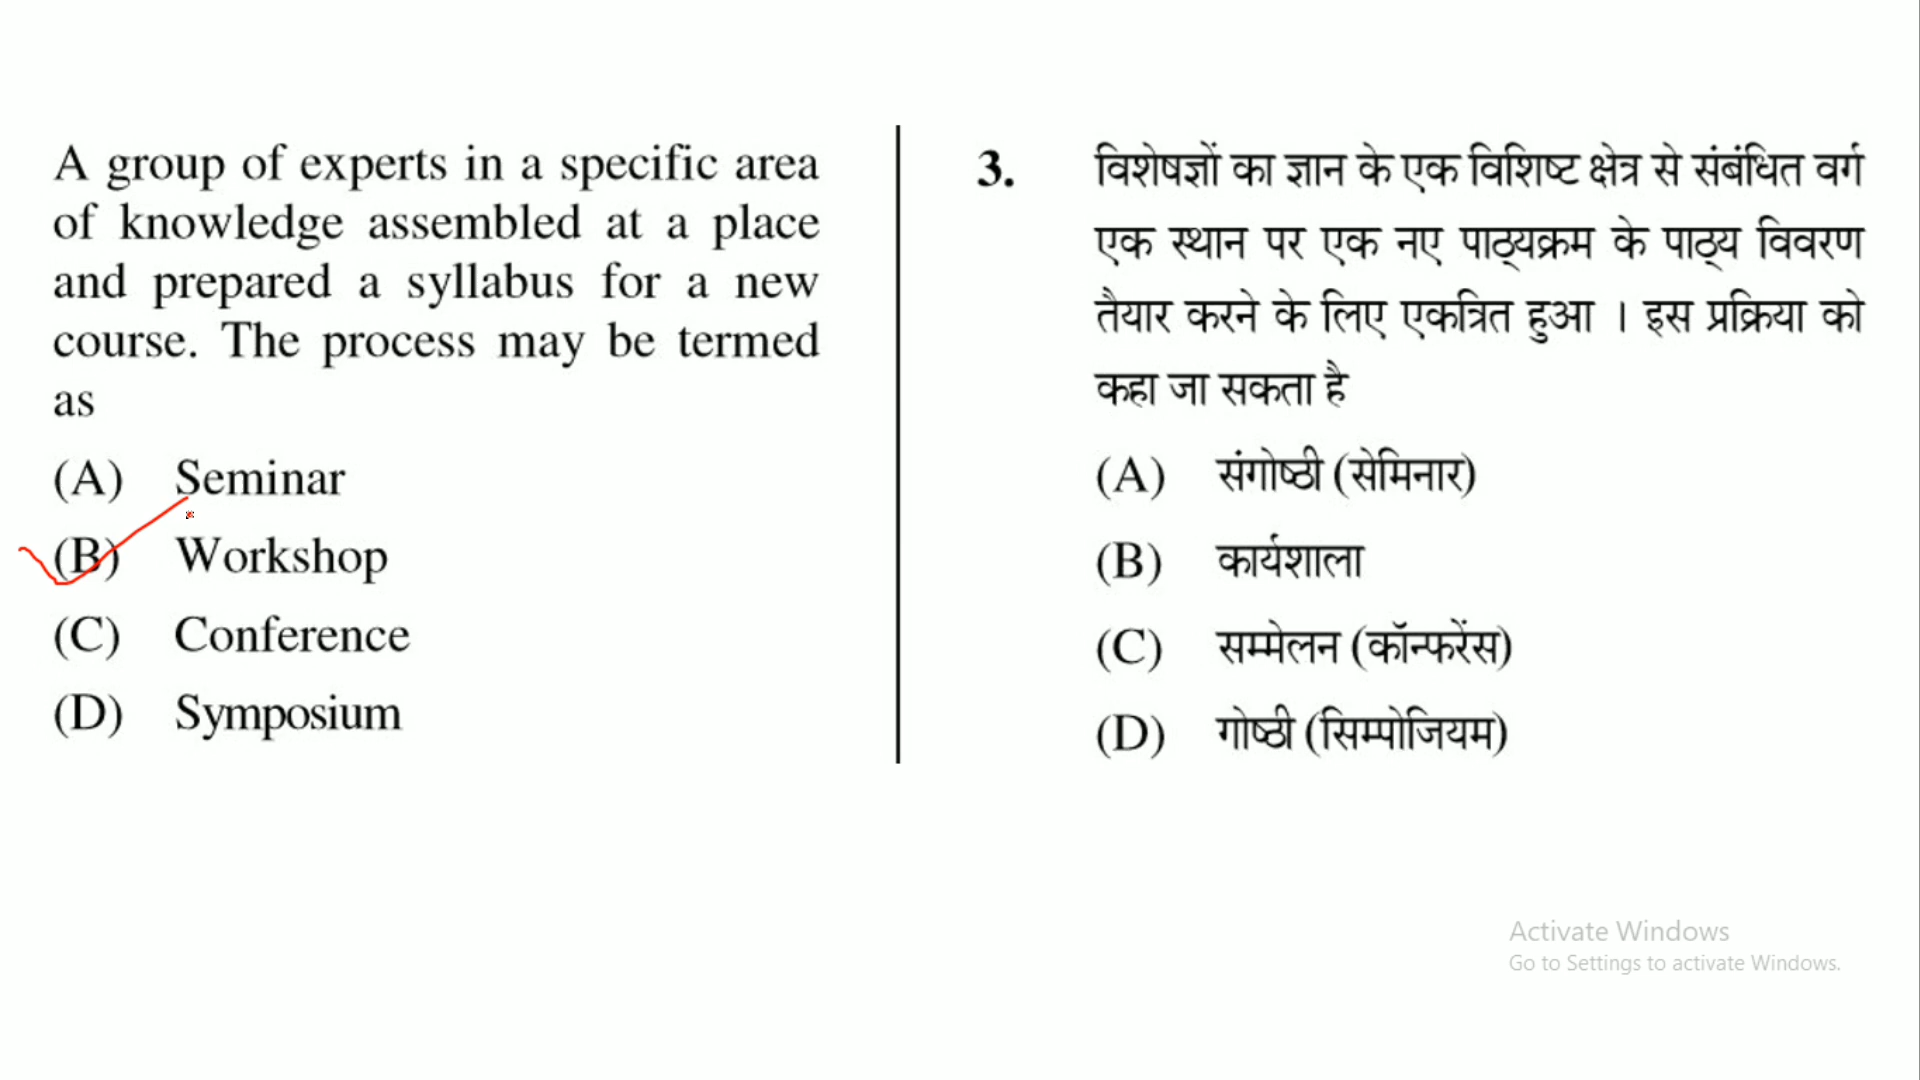 A group of experts in a specific area
of knowledge assembled at a place
and prepared a syllabus for a new
course. The process may be termed
as
(A) Seminar
(B) Workshop
(C) Conference
(D) Symposium
3. विशेषज्ञों का ज्ञान के एक विशिष्ट क्षेत्र से संबंधित वर्ग
एक स्थान पर एक नए पाठ्यक्रम के पाठ्य विवरण
तैयार करने के लिए एकत्रित हुआ । इस प्रक्रिया को
कहा जा सकता है
(A) संगोष्ठी (सेमिनार)
(B) कार्यशाला
(C) सम्मेलन (कॉन्फरेंस)
(D) गोष्ठी (सिम्पोजियम)
Activate Windows
Go to Settings to activate Windows.